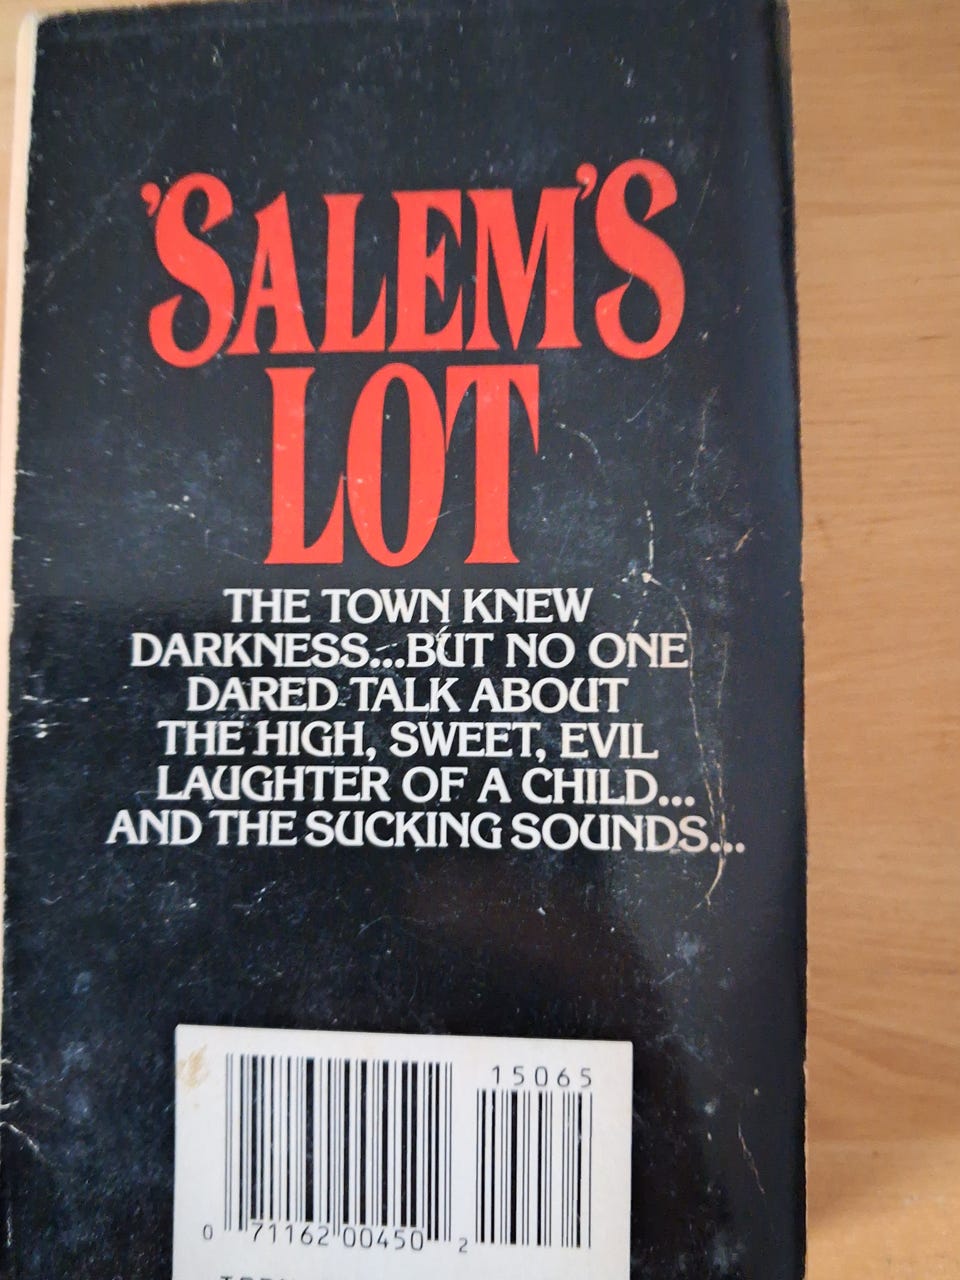 'SALEM'S
LOT
THE TOWN KNEW
DARKNESS...BUT NO ONE
DARED TALK ABOUT
THE HIGH, SWEET, EVIL
LAUGHTER OF A CHILD...
AND THE SUCKING SOUNDS...
15065
0 71162 00450 2